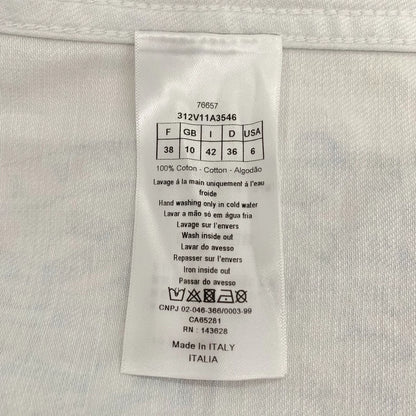 76657
312V11A3546
F GB I D USA
38 10 42 36 6
100% Coton - Cotton - Algodão
Lavage à la main uniquement à l'eau
froide
Hand washing only in cold water
Lavar a mão só em água fria
Lavage sur l'envers
Wash inside out
Lavar do avesso
Repasser sur l'envers
Iron inside out
Passar do avesso
CNPJ 02-046-366/0003-99
CA65281
RN : 143628
Made In ITALY
ITALIA